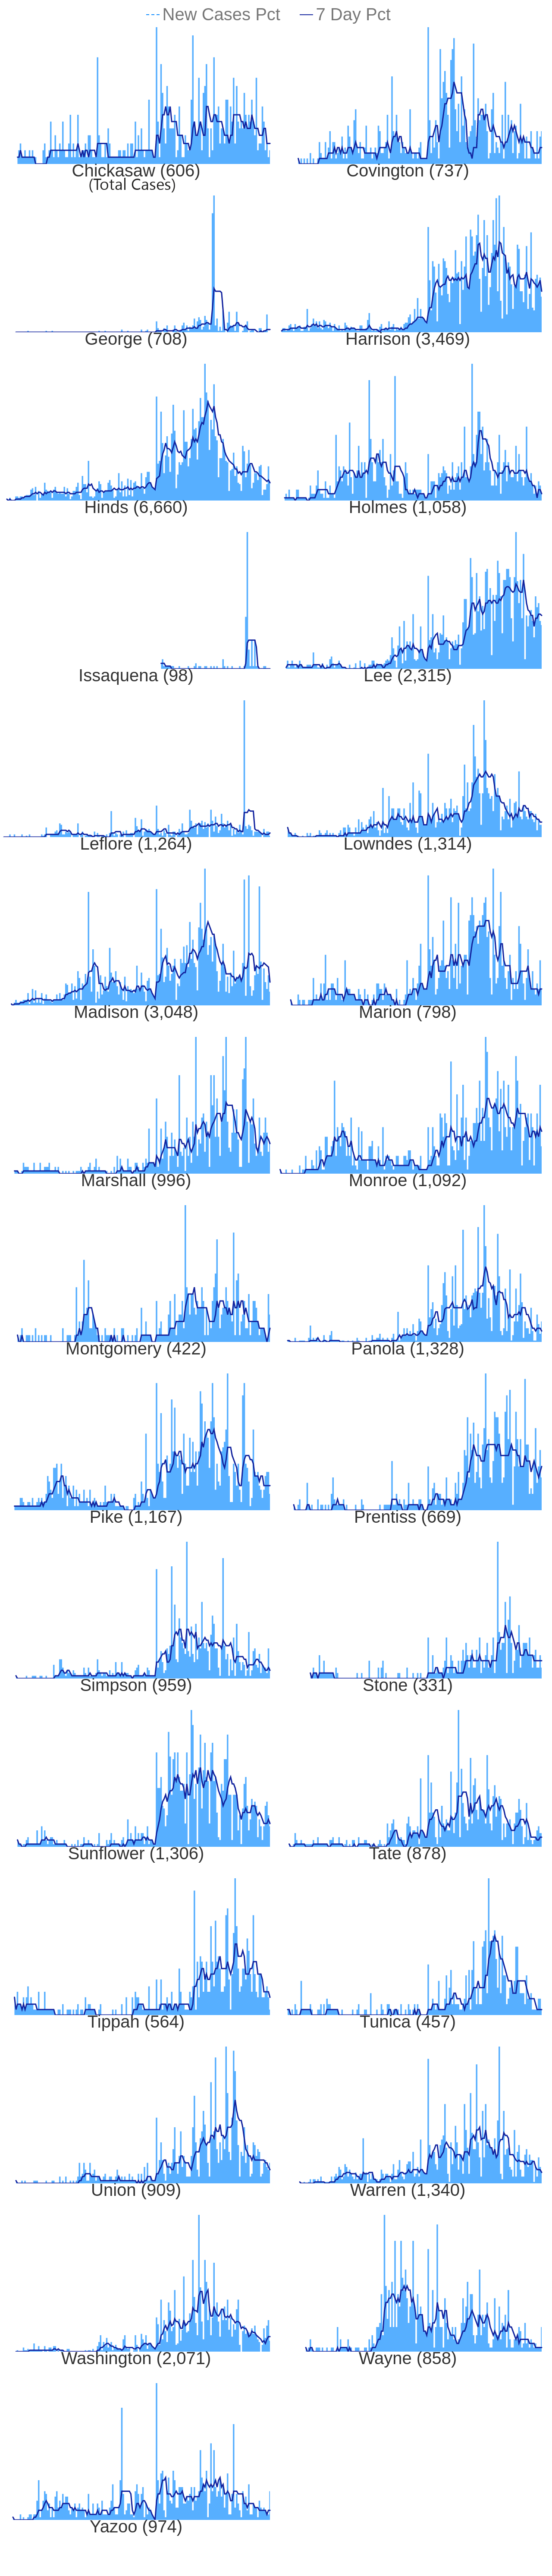 New Cases Pct 7 Day Pct
Chickasaw (606) Covington (737)
(Total Cases)
George (708) Harrison (3,469)
Hinds (6,660) Holmes (1,058)
Issaquena (98) Lee (2,315)
Leflore (1,264) Lowndes (1,314)
Madison (3,048) Marion (798)
Marshall (996) Monroe (1,092)
Montgomery (422) Panola (1,328)
Pike (1,167) Prentiss (669)
Simpson (959) Stone (331)
Sunflower (1,306) Tate (878)
Tippah (564) Tunica (457)
Union (909) Warren (1,340)
Washington (2,071) Wayne (858)
Yazoo (974)